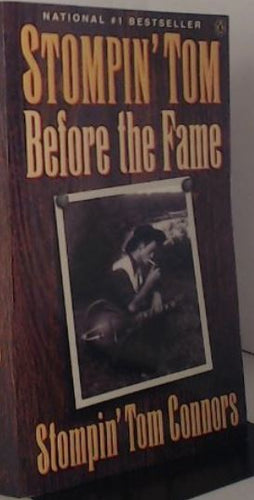 NATIONAL #1 BESTSELLER
STOMPIN' TOM
Before the Fame
Stompin' Tom Connors